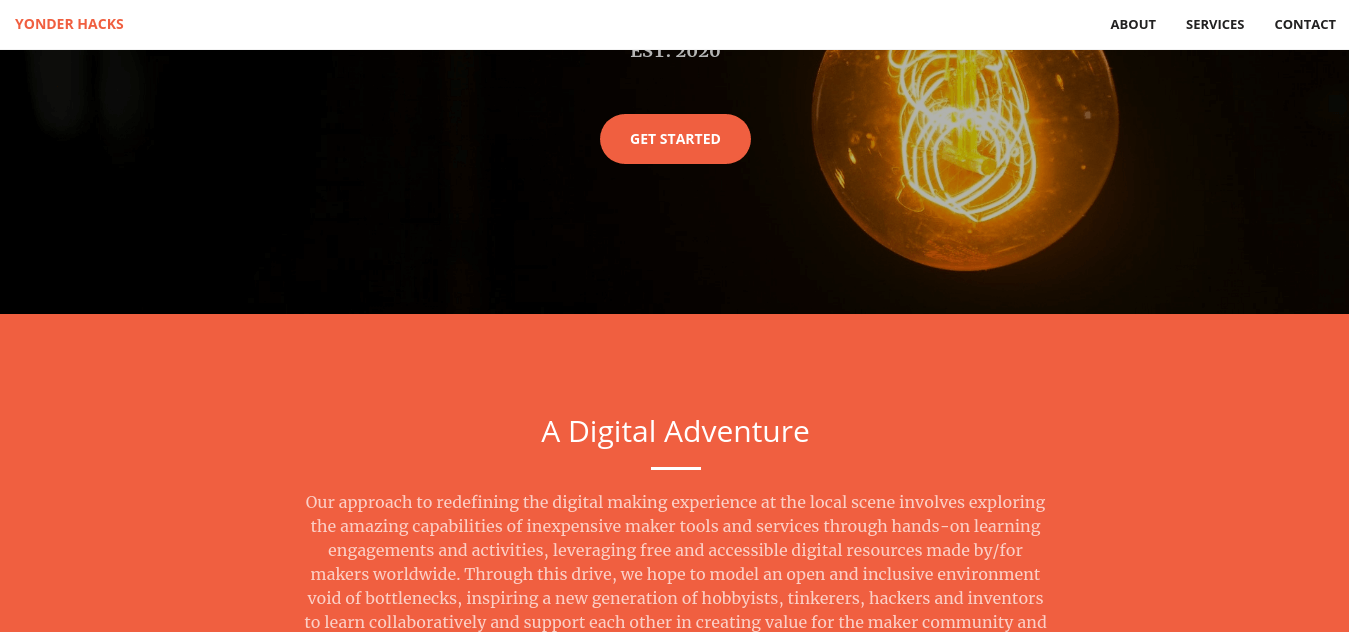 YONDER HACKS
ABOUT SERVICES CONTACT
EST. 2020
GET STARTED
A Digital Adventure
Our approach to redefining the digital making experience at the local scene involves exploring
the amazing capabilities of inexpensive maker tools and services through hands-on learning
engagements and activities, leveraging free and accessible digital resources made by/for
makers worldwide. Through this drive, we hope to model an open and inclusive environment
void of bottlenecks, inspiring a new generation of hobbyists, tinkerers, hackers and inventors
to learn collaboratively and support each other in creating value for the maker community and